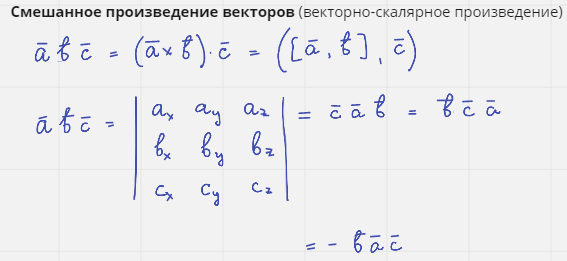 Смешанное произведение векторов (векторно-скалярное произведение)
a̅ b̅ c̅ = (a̅ × b̅) · c̅ = ([a̅, b̅], c̅)
a̅ b̅ c̅ = | aₓ a_y a_z | = c̅ a̅ b̅ = b̅ c̅ a̅
bₓ b_y b_z
cₓ c_y c_z
= - b̅ a̅ c̅